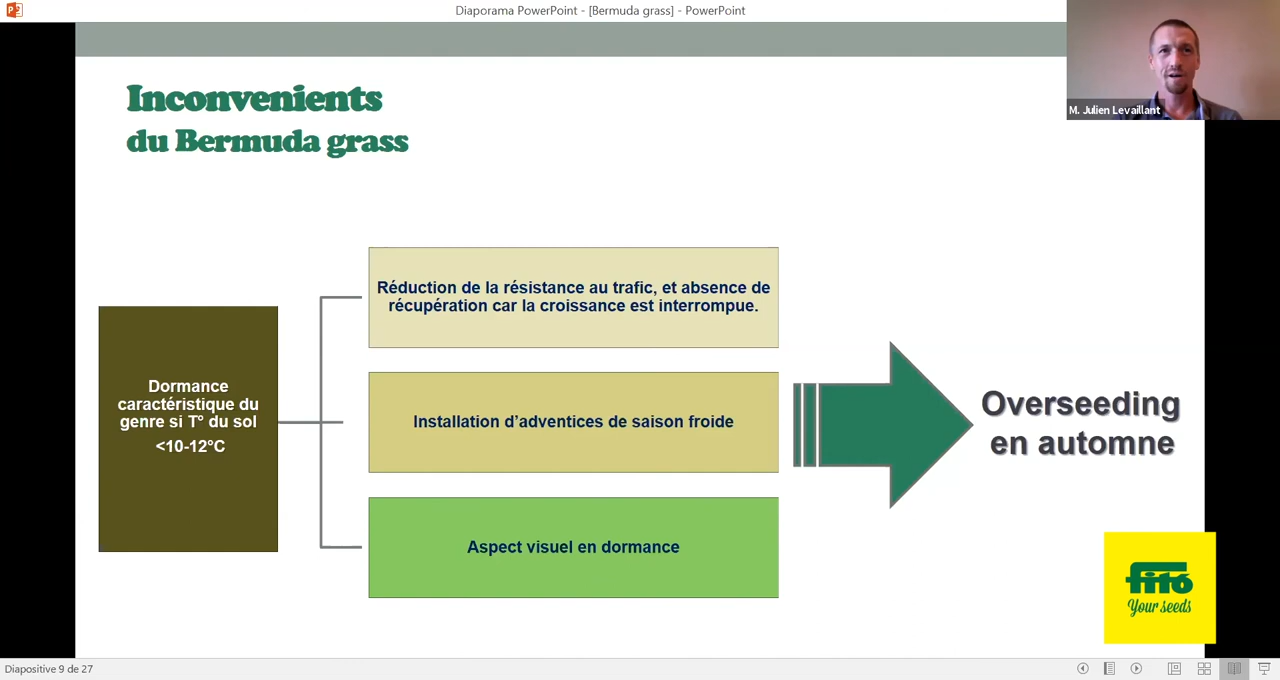 Diaporama PowerPoint - [Bermuda grass] - PowerPoint
M. Julien Levaillant
Inconvenients
du Bermuda grass
Dormance
caractéristique du
genre si T° du sol
<10-12°C
Réduction de la résistance au trafic, et absence de
récupération car la croissance est interrompue.
Installation d’adventices de saison froide
Aspect visuel en dormance
Overseeding
en automne
fitó
Your seeds
Diapositive 9 de 27